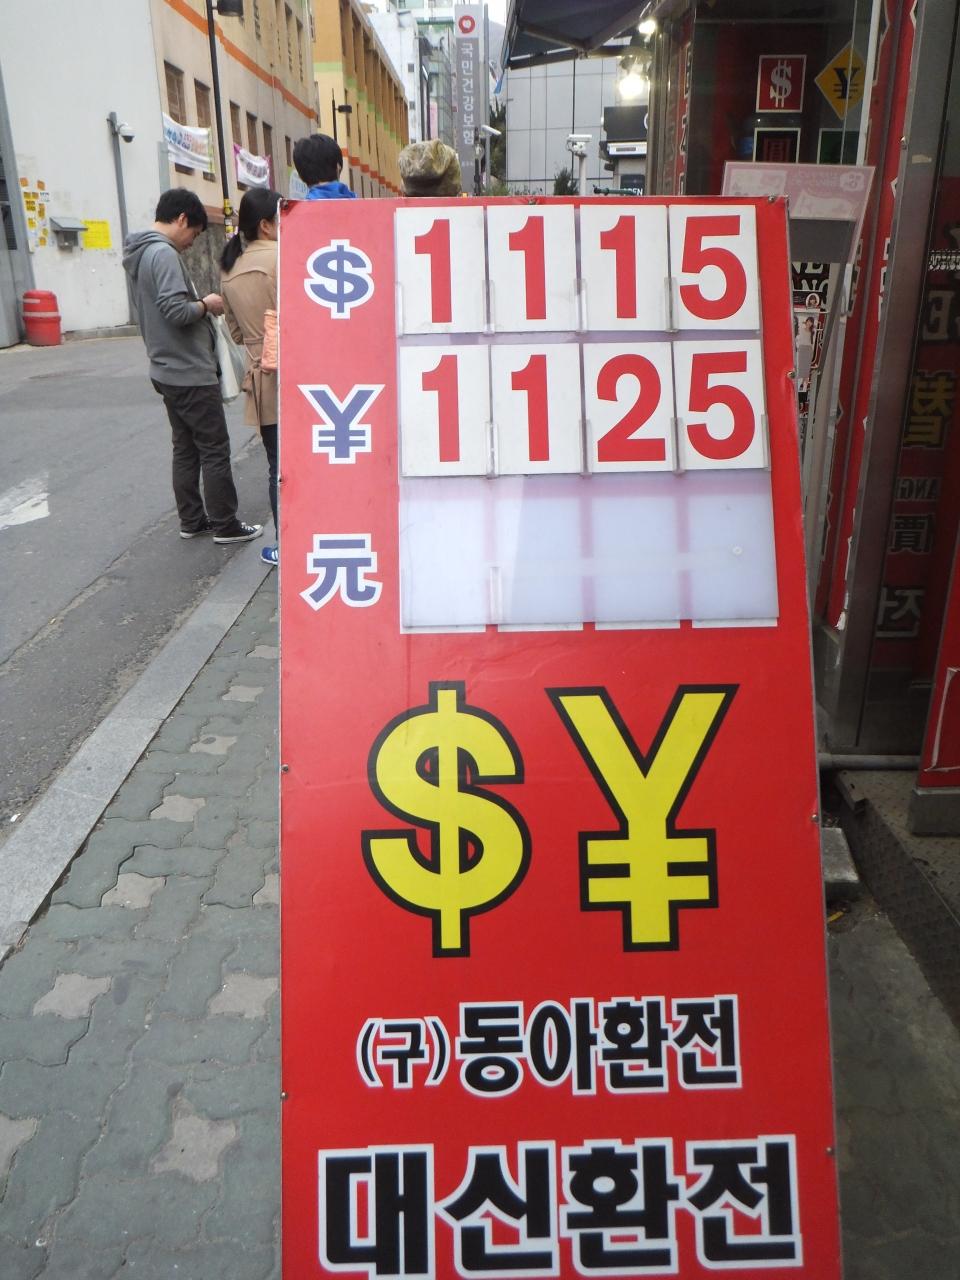 국민건강보험
$
¥
$ 1115
¥ 1125
元
$ ¥
(구)동아환전
대신환전